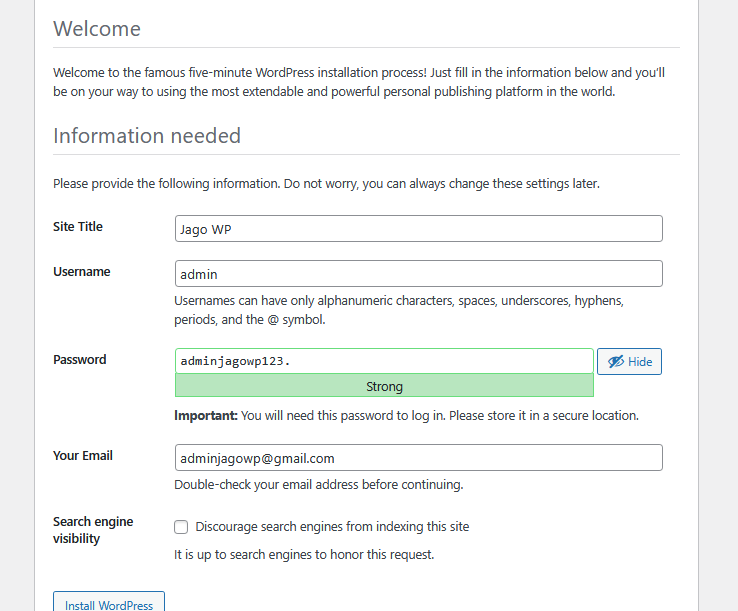 Welcome
Welcome to the famous five-minute WordPress installation process! Just fill in the information below and you'll
be on your way to using the most extendable and powerful personal publishing platform in the world.
Information needed
Please provide the following information. Do not worry, you can always change these settings later.
Site Title
Jago WP
Username
admin
Usernames can have only alphanumeric characters, spaces, underscores, hyphens,
periods, and the @ symbol.
Password
adminjagowp123.
Hide
Strong
Important: You will need this password to log in. Please store it in a secure location.
Your Email
adminjagowp@gmail.com
Double-check your email address before continuing.
Search engine
visibility
Discourage search engines from indexing this site
It is up to search engines to honor this request.
Install WordPress